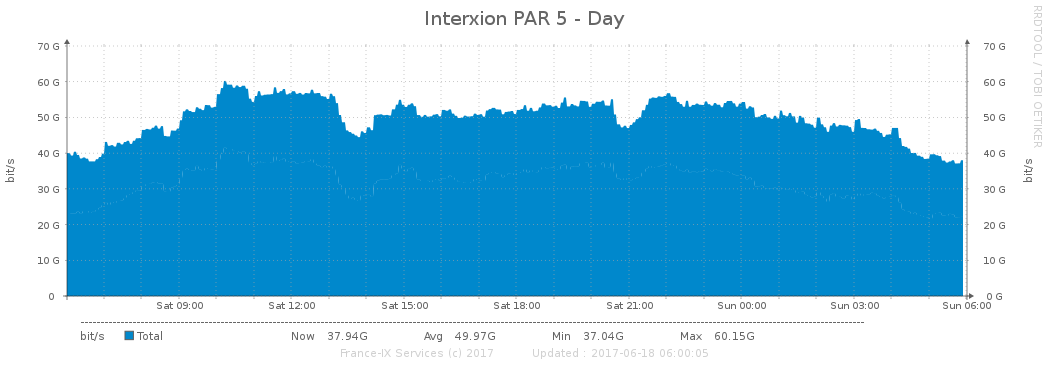 Interxion PAR 5 - Day
RRDTOOL / TOBI OETIKER
bit/s
70 G 70 G
60 G 60 G
50 G 50 G
40 G 40 G
30 G 30 G
20 G 20 G
10 G 10 G
0 0 G
bit/s
Sat 09:00 Sat 12:00 Sat 15:00 Sat 18:00 Sat 21:00 Sun 00:00 Sun 03:00 Sun 06:00
bit/s Total Now 37.94G Avg 49.97G Min 37.04G Max 60.15G
France-IX Services (c) 2017 Updated : 2017-06-18 06:00:05